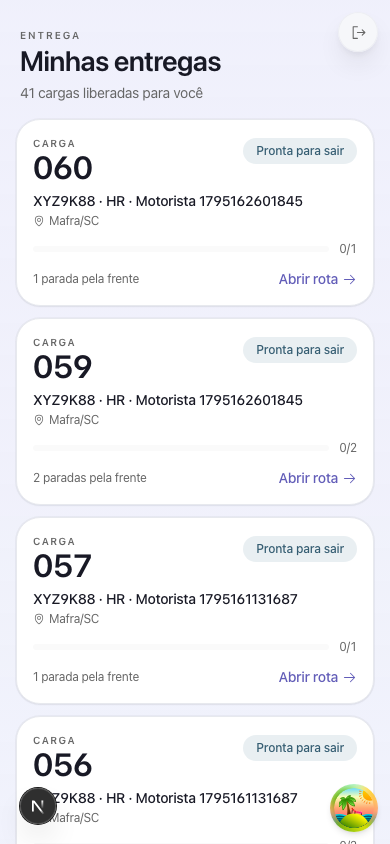 ENTREGA
Minhas entregas
41 cargas liberadas para você
CARGA
Pronta para sair
060
XYZ9K88 · HR · Motorista 1795162601845
Mafra/SC
0/1
1 parada pela frente
Abrir rota →
CARGA
Pronta para sair
059
XYZ9K88 · HR · Motorista 1795162601845
Mafra/SC
0/2
2 paradas pela frente
Abrir rota →
CARGA
Pronta para sair
057
XYZ9K88 · HR · Motorista 1795161131687
Mafra/SC
0/1
1 parada pela frente
Abrir rota →
CARGA
Pronta para sair
056
Z9K88 · HR · Motorista 1795161131687
Mafra/SC
N